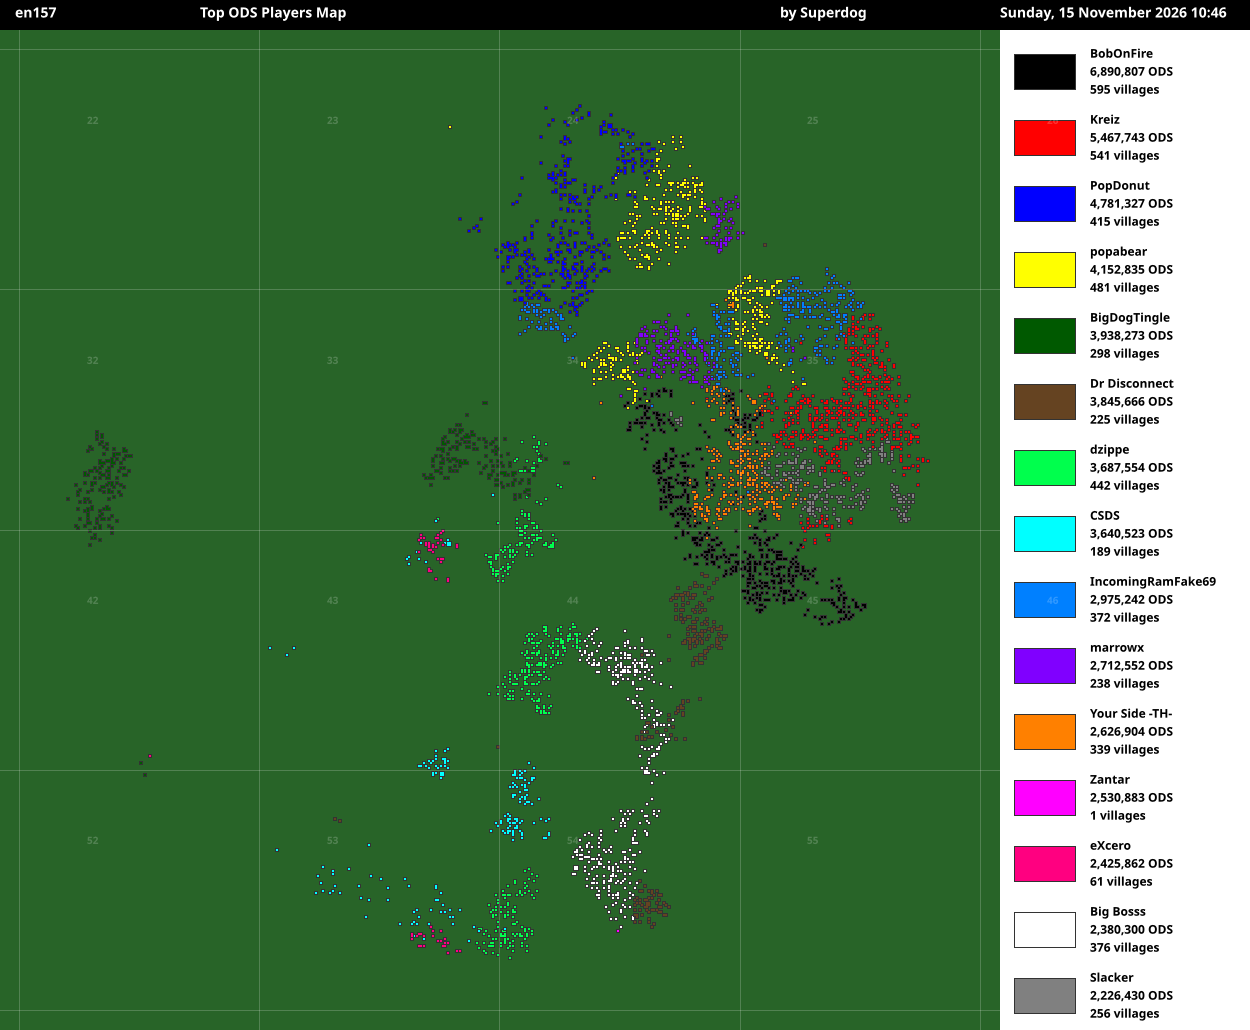 en157 Top ODS Players Map by Superdog Sunday, 15 November 2026 10:46
22 23 24 25 26
32 33 34 35
42 43 44 45 46
52 53 54 55
BobOnFire
6,890,807 ODS
595 villages
Kreiz
5,467,743 ODS
541 villages
PopDonut
4,781,327 ODS
415 villages
popabear
4,152,835 ODS
481 villages
BigDogTingle
3,938,273 ODS
298 villages
Dr Disconnect
3,845,666 ODS
225 villages
dzippe
3,687,554 ODS
442 villages
CSDS
3,640,523 ODS
189 villages
IncomingRamFake69
2,975,242 ODS
372 villages
marrowx
2,712,552 ODS
238 villages
Your Side -TH-
2,626,904 ODS
339 villages
Zantar
2,530,883 ODS
1 villages
eXcero
2,425,862 ODS
61 villages
Big Bosss
2,380,300 ODS
376 villages
Slacker
2,226,430 ODS
256 villages